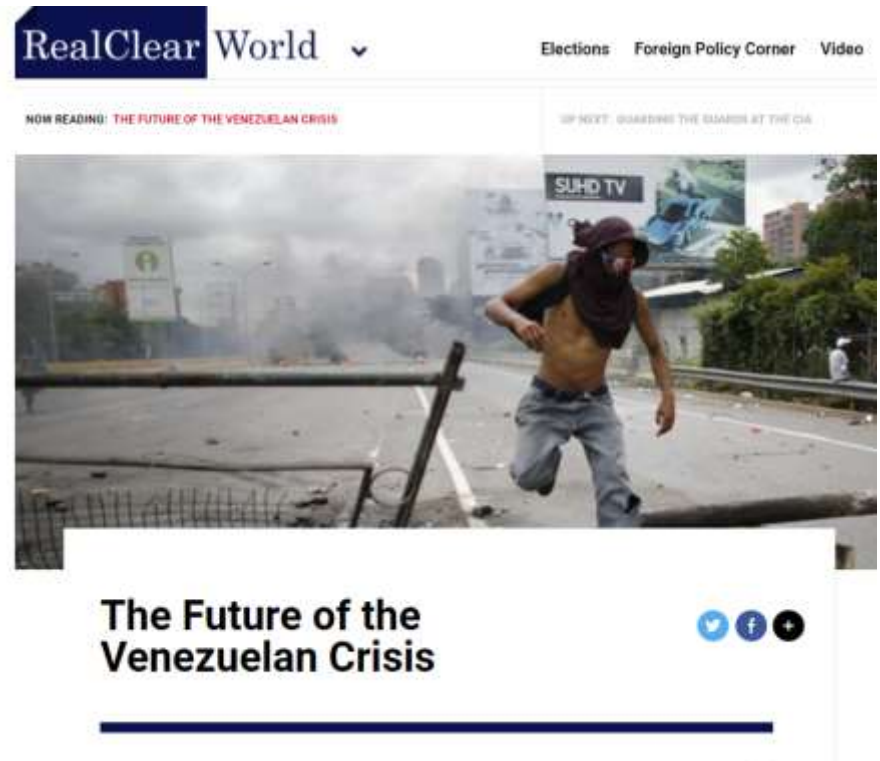 RealClear World
Elections Foreign Policy Corner Video
NOW READING: THE FUTURE OF THE VENEZUELAN CRISIS
UP NEXT: GUARDING THE GUARDS AT THE CIA
SUHD TV
The Future of the
Venezuelan Crisis